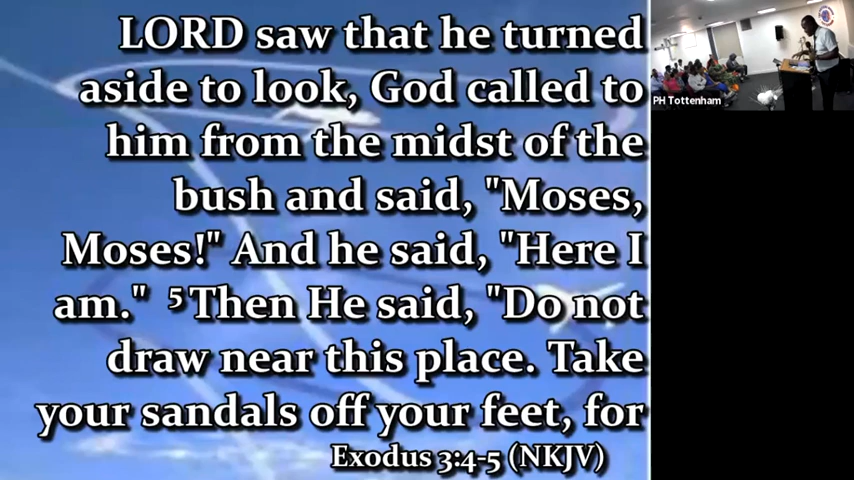 LORD saw that he turned
aside to look, God called to
him from the midst of the
bush and said, "Moses,
Moses!" And he said, "Here I
am." ⁵Then He said, "Do not
draw near this place. Take
your sandals off your feet, for
Exodus 3:4-5 (NKJV)
PH Tottenham